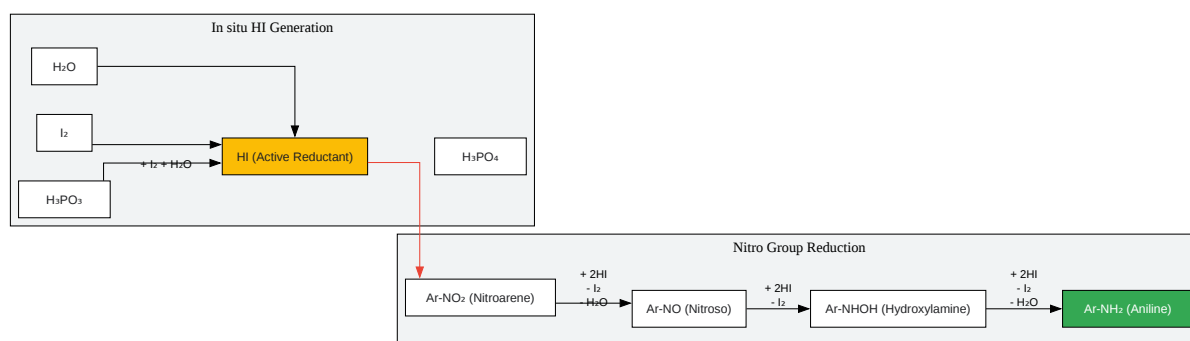 In situ HI Generation
H₂O
I₂
HI (Active Reductant)
H₃PO₄
+ I₂ + H₂O
H₃PO₃
Nitro Group Reduction
Ar-NO₂ (Nitroarene)
+ 2HI
- I₂
- H₂O
Ar-NO (Nitroso)
+ 2HI
- I₂
Ar-NHOH (Hydroxylamine)
+ 2HI
- I₂
- H₂O
Ar-NH₂ (Aniline)